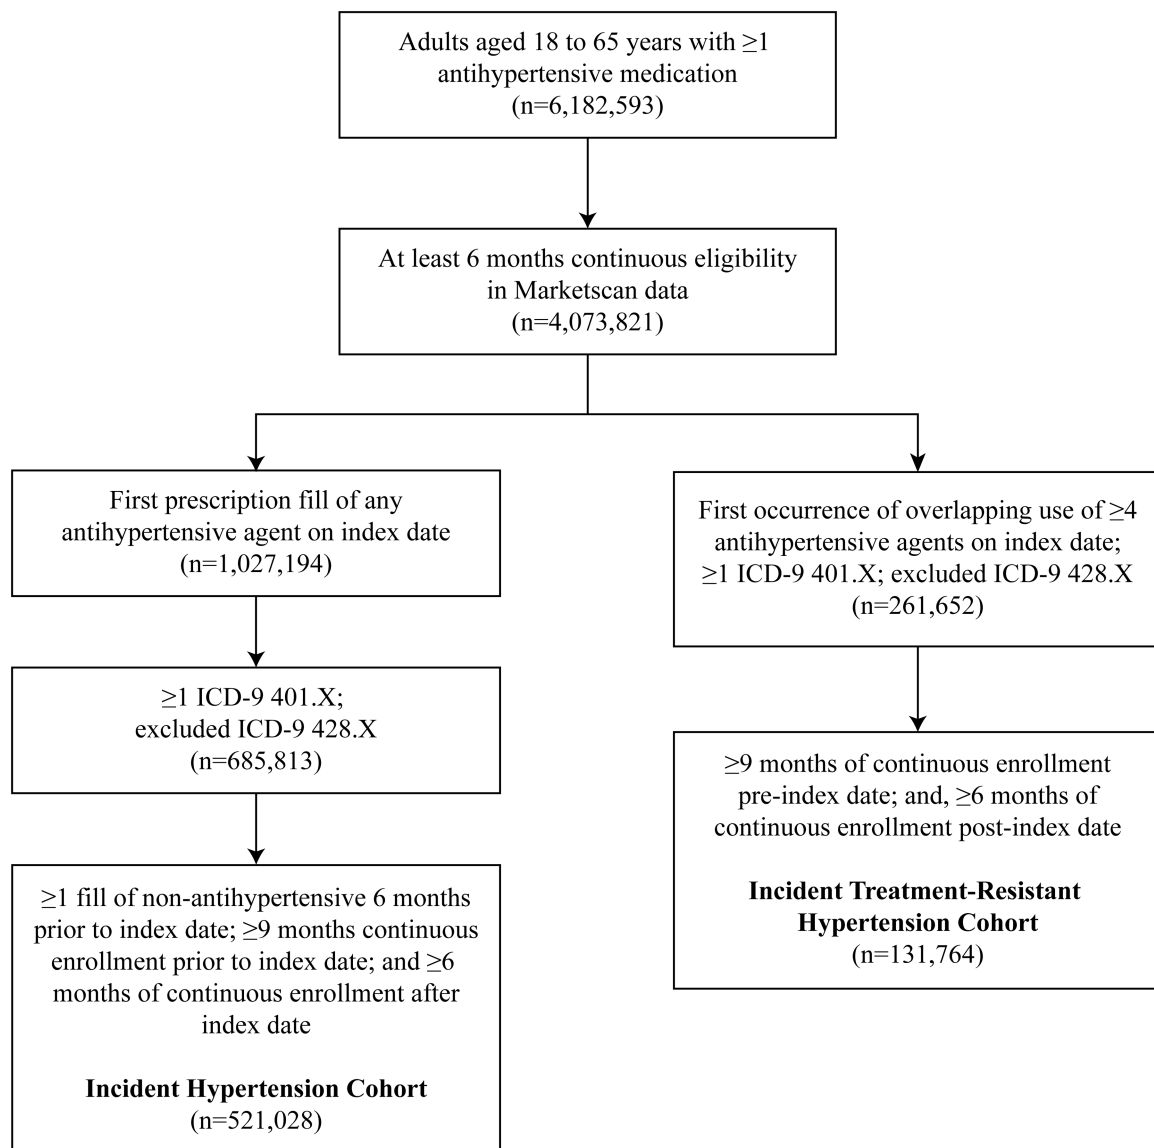 Adults aged 18 to 65 years with ≥1
antihypertensive medication
(n=6,182,593)
At least 6 months continuous eligibility
in Marketscan data
(n=4,073,821)
First prescription fill of any
antihypertensive agent on index date
(n=1,027,194)
≥1 ICD-9 401.X;
excluded ICD-9 428.X
(n=685,813)
≥1 fill of non-antihypertensive 6 months
prior to index date; ≥9 months continuous
enrollment prior to index date; and ≥6
months of continuous enrollment after
index date
Incident Hypertension Cohort
(n=521,028)
First occurrence of overlapping use of ≥4
antihypertensive agents on index date;
≥1 ICD-9 401.X; excluded ICD-9 428.X
(n=261,652)
≥9 months of continuous enrollment
pre-index date; and, ≥6 months of
continuous enrollment post-index date
Incident Treatment-Resistant
Hypertension Cohort
(n=131,764)